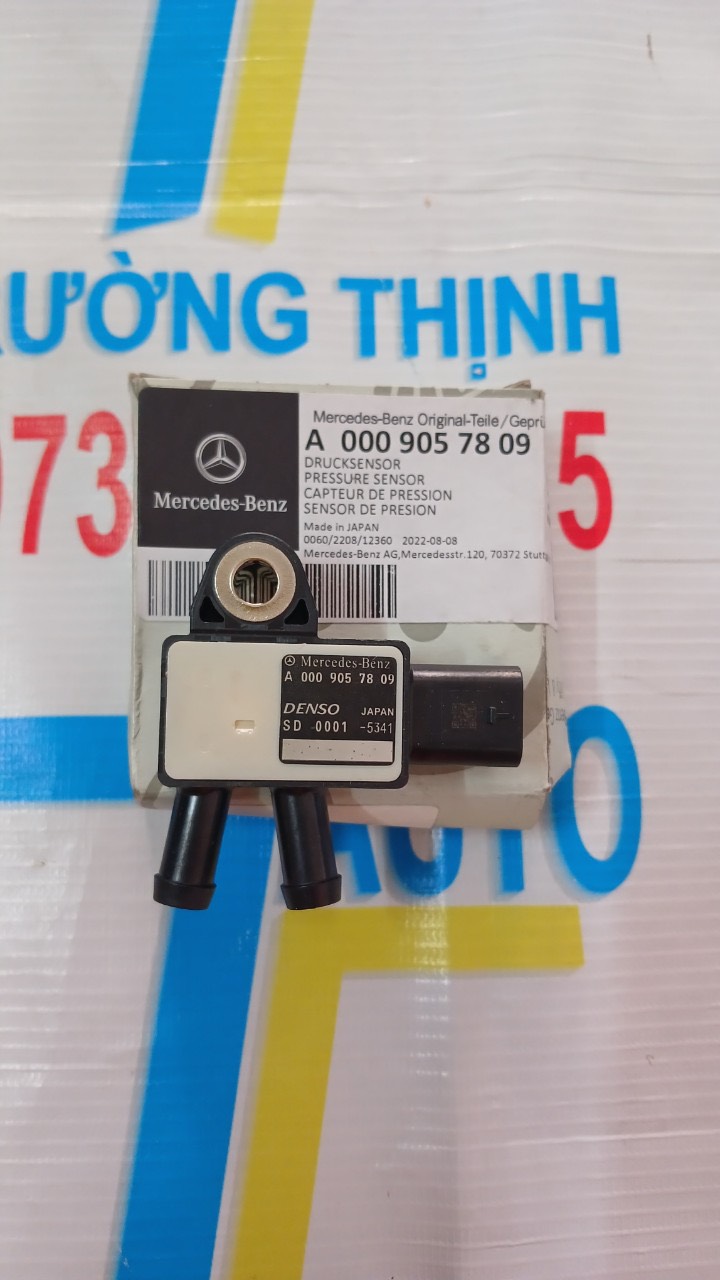 ƯỜNG THỊNH
73
5
Mercedes-Benz
Mercedes-Benz Original-Teile/Geprü
A 000 905 78 09
DRUCKSENSOR
PRESSURE SENSOR
CAPTEUR DE PRESSION
SENSOR DE PRESION
Made in JAPAN
0060/2208/12360 2022-08-08
Mercedes-Benz AG,Mercedesstr.120, 70372 Stutt
Mercedes-Benz
A 000 905 78 09
DENSO JAPAN
SD 0001 -5341
AUTO